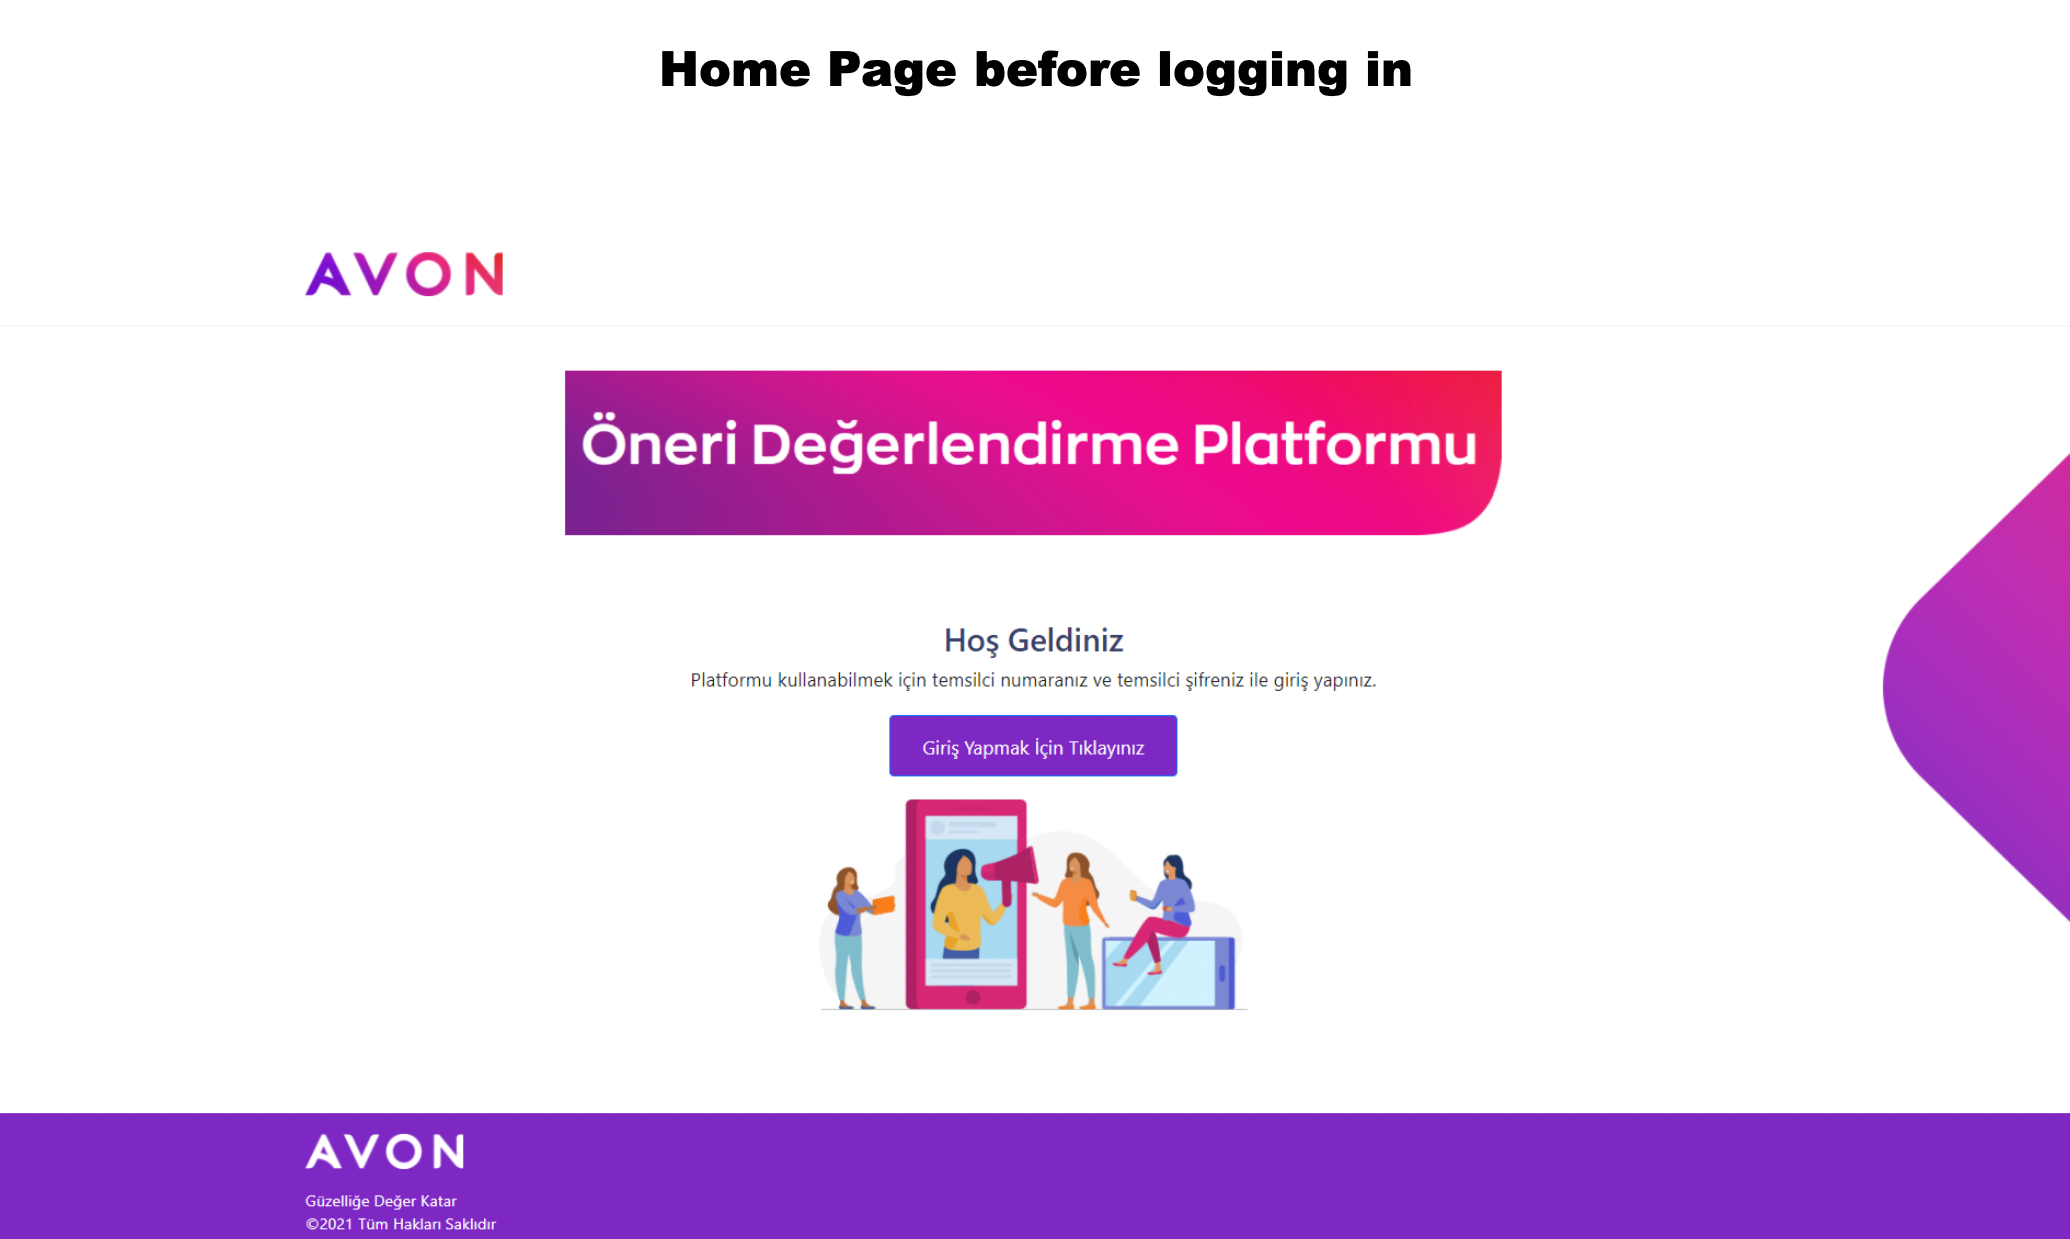 Home Page before logging in
AVON
Öneri Değerlendirme Platformu
Hoş Geldiniz
Platformu kullanabilmek için temsilci numaranız ve temsilci şifreniz ile giriş yapınız.
Giriş Yapmak İçin Tıklayınız
AVON
Güzelliğe Değer Katar
©2021 Tüm Hakları Saklıdır